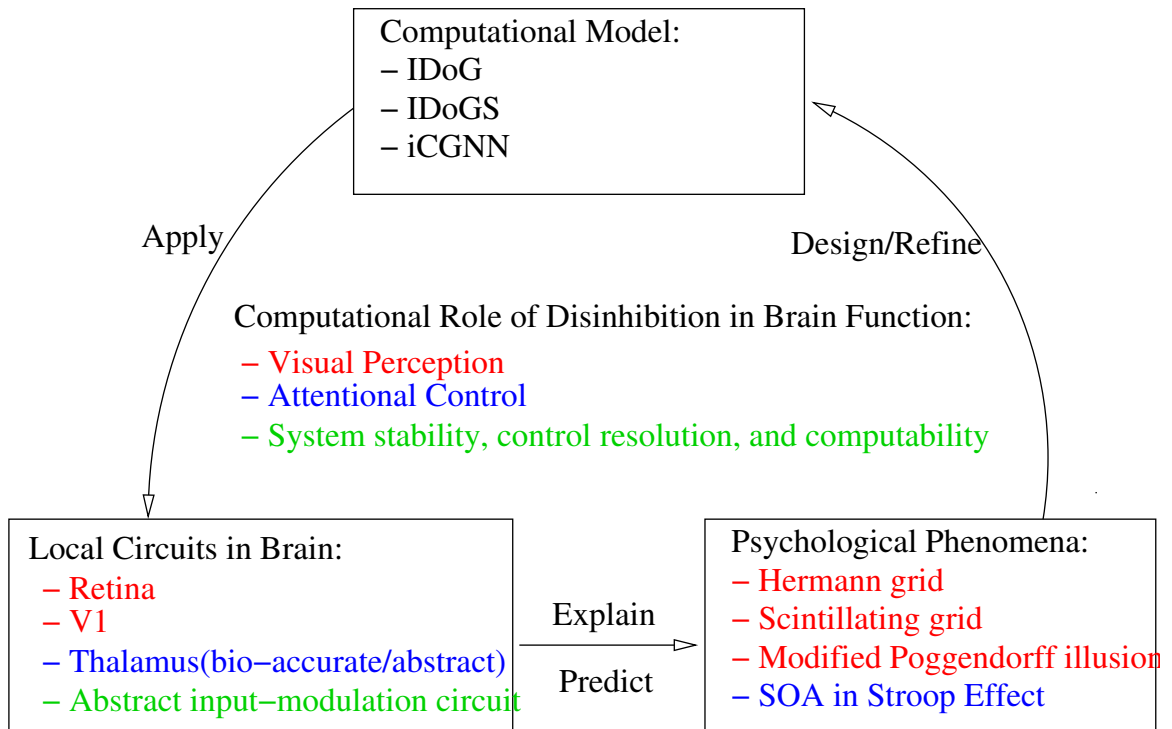 Computational Model:
− IDoG
− IDoGS
− iCGNN
Apply
Design/Refine
Computational Role of Disinhibition in Brain Function:
− Visual Perception
− Attentional Control
− System stability, control resolution, and computability
Local Circuits in Brain:
− Retina
− V1
− Thalamus(bio−accurate/abstract)
− Abstract input−modulation circuit
Explain
Predict
Psychological Phenomena:
− Hermann grid
− Scintillating grid
− Modified Poggendorff illusion
− SOA in Stroop Effect